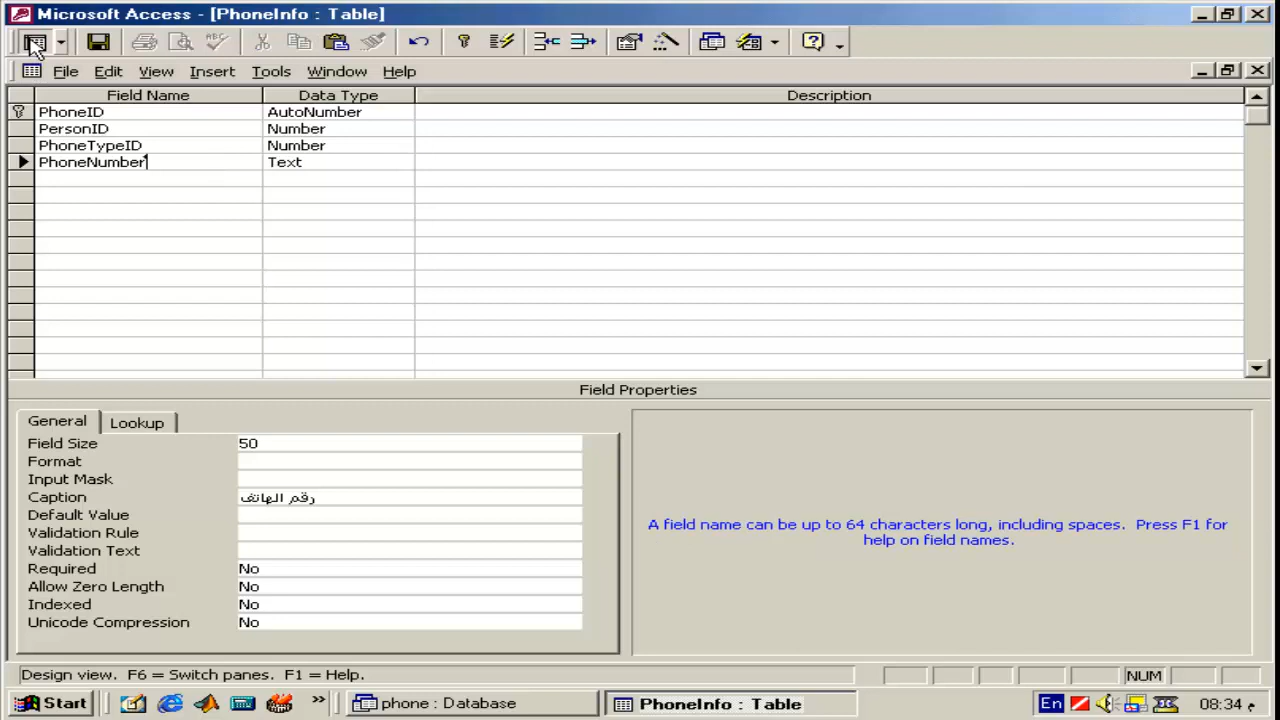 Microsoft Access - [PhoneInfo : Table]
File Edit View Insert Tools Window Help
Field Name Data Type Description
PhoneID AutoNumber
PersonID Number
PhoneTypeID Number
PhoneNumber Text
Field Properties
General Lookup
Field Size 50
Format
Input Mask
Caption رقم الهاتف
Default Value
Validation Rule
Validation Text
Required No
Allow Zero Length No
Indexed No
Unicode Compression No
A field name can be up to 64 characters long, including spaces. Press F1 for
help on field names.
Design view. F6 = Switch panes. F1 = Help. NUM
Start » phona : Database PhoneInfo : Table En 08:34 م